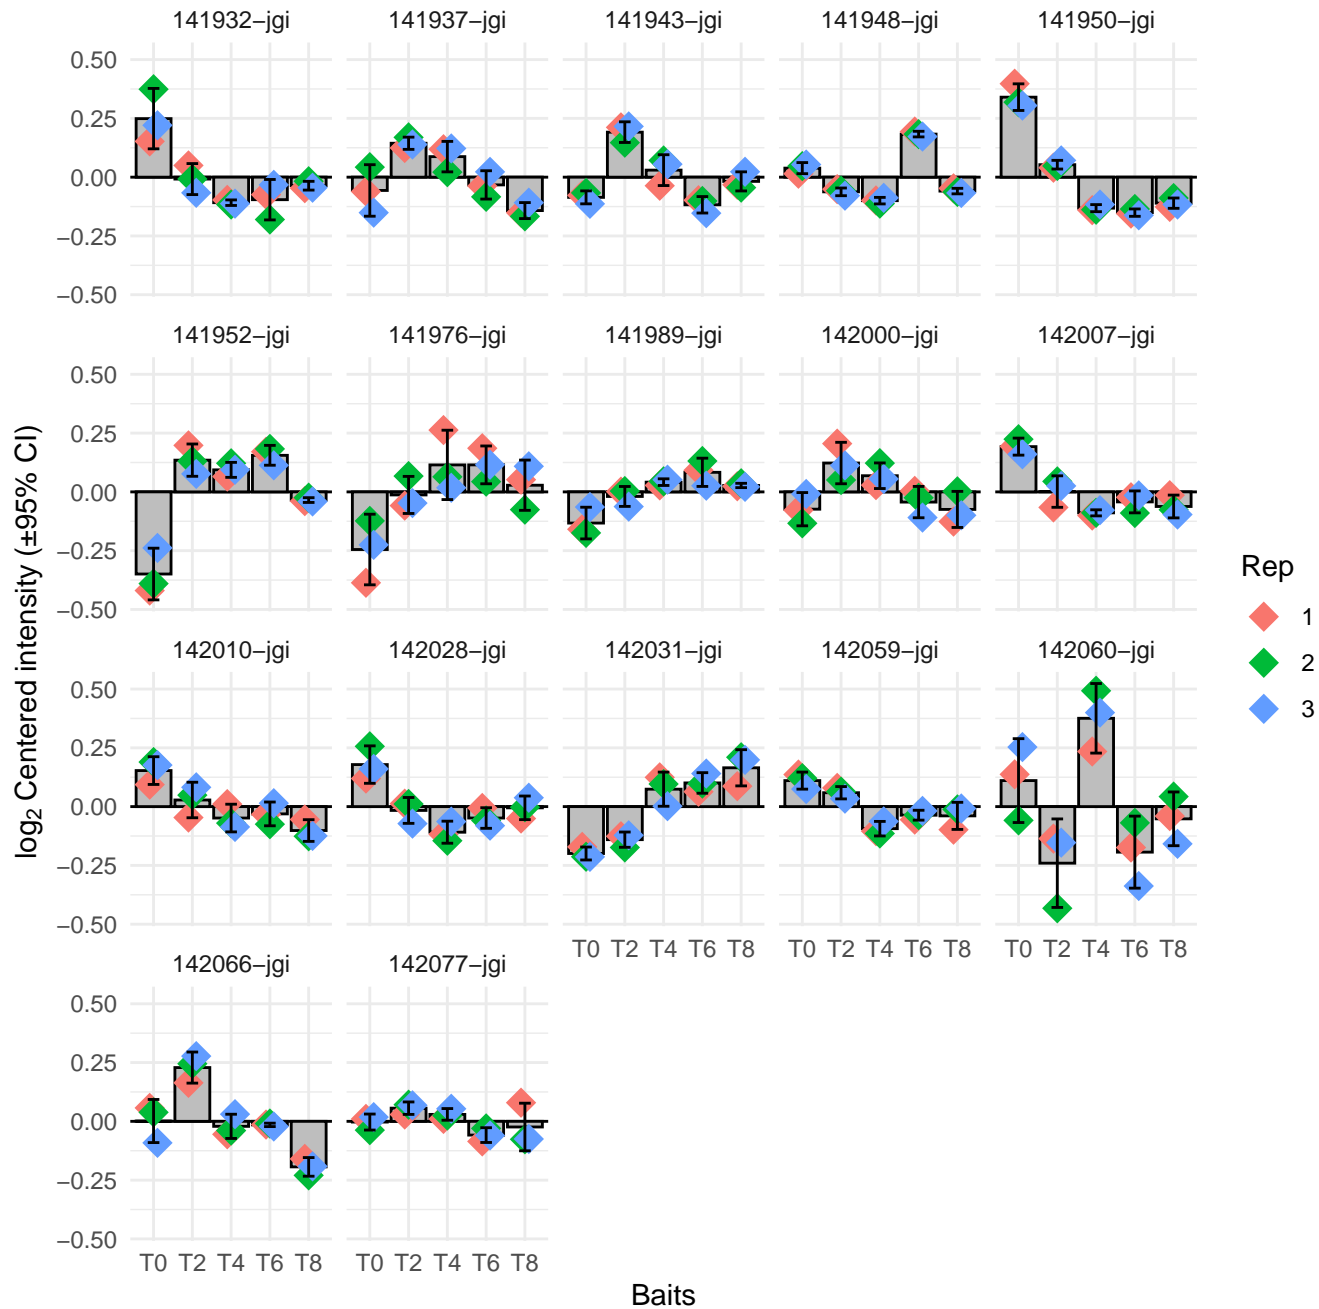 141932−jgi 141937−jgi 141943−jgi 141948−jgi 141950−jgi
0.50
0.25
0.00
−0.25
−0.50
141952−jgi 141976−jgi 141989−jgi 142000−jgi 142007−jgi
0.50
0.25
0.00
−0.25
−0.50
142010−jgi 142028−jgi 142031−jgi 142059−jgi 142060−jgi
0.50
0.25
0.00
−0.25
−0.50
T0 T2 T4 T6 T8 T0 T2 T4 T6 T8 T0 T2 T4 T6 T8
142066−jgi 142077−jgi
0.50
0.25
0.00
−0.25
−0.50
T0 T2 T4 T6 T8 T0 T2 T4 T6 T8
Baits
log₂ Centered intensity (±95% CI)
Rep
1
2
3